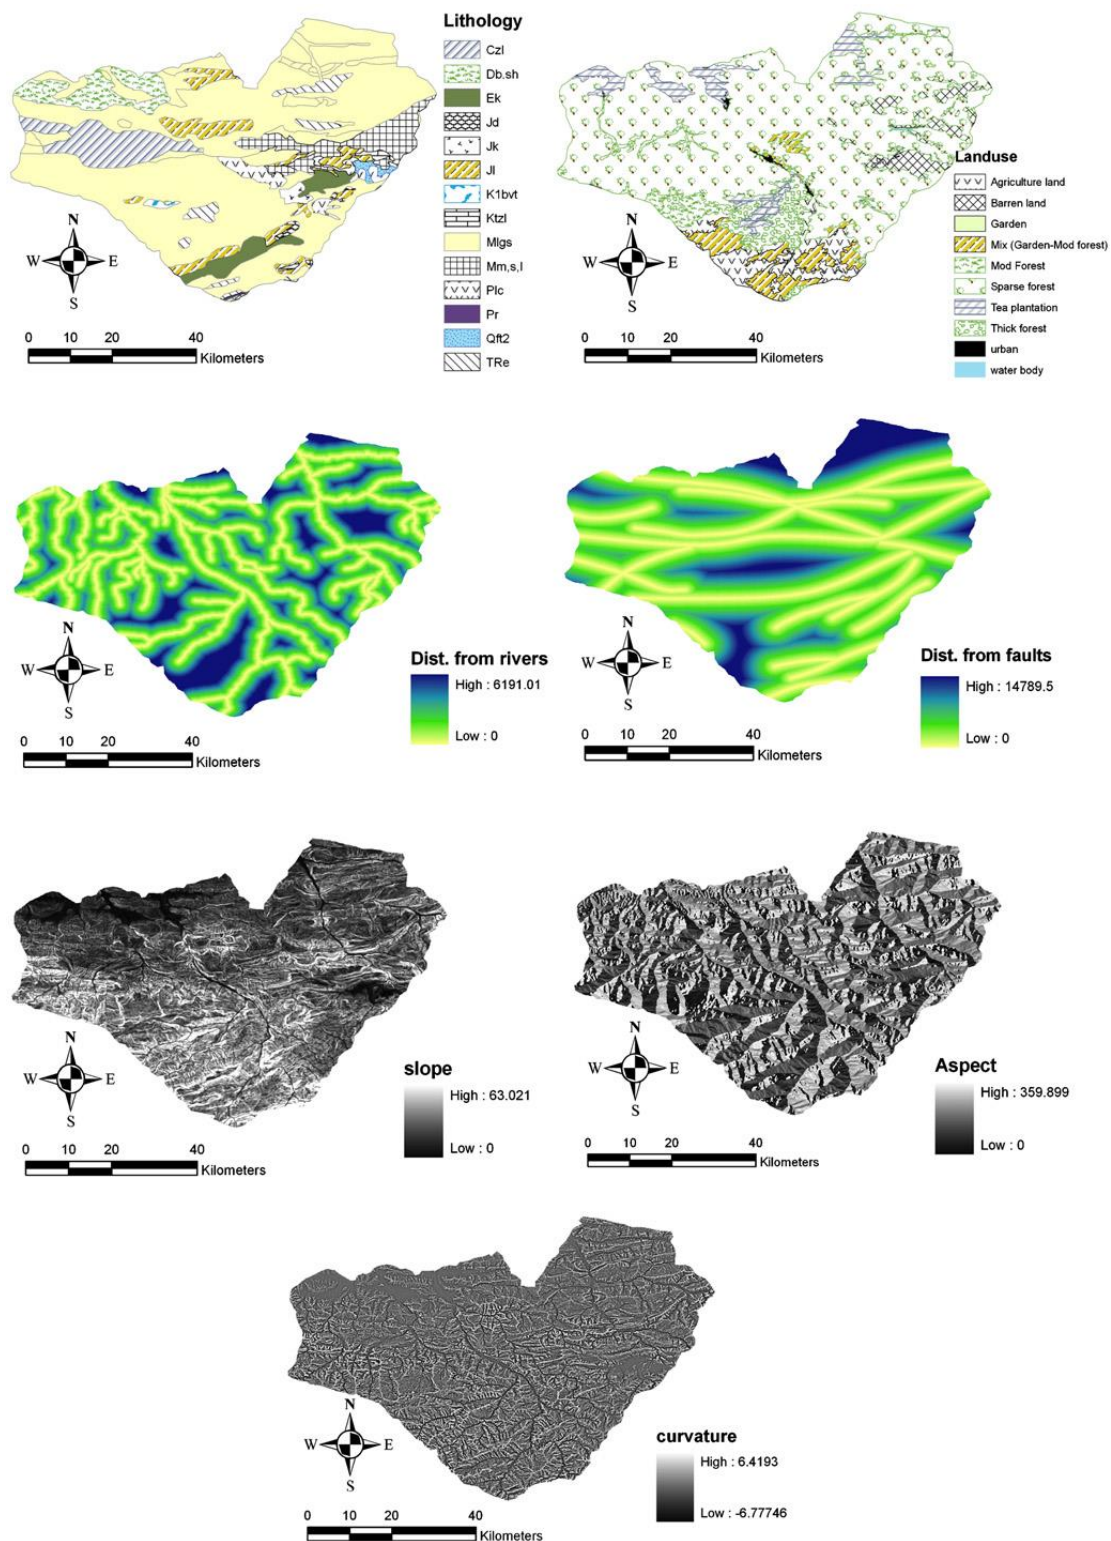 Lithology
Czl
Db.sh
Ek
Jd
Jk
Jl
K1bvt
Ktzl
Mlgs
Mm,s,l
Plc
Pr
Qft2
TRe
N
W E
S
0 10 20 40
Kilometers
Landuse
Agriculture land
Barren land
Garden
Mix (Garden-Mod forest)
Mod Forest
Sparse forest
Tea plantation
Thick forest
urban
water body
N
W E
S
0 10 20 40
Kilometers
Dist. from rivers
High : 6191.01
Low : 0
N
W E
S
0 10 20 40
Kilometers
Dist. from faults
High : 14789.5
Low : 0
N
W E
S
0 10 20 40
Kilometers
slope
High : 63.021
Low : 0
N
W E
S
0 10 20 40
Kilometers
Aspect
High : 359.899
Low : 0
N
W E
S
0 10 20 40
Kilometers
curvature
High : 6.4193
Low : -6.77746
N
W E
S
0 10 20 40
Kilometers